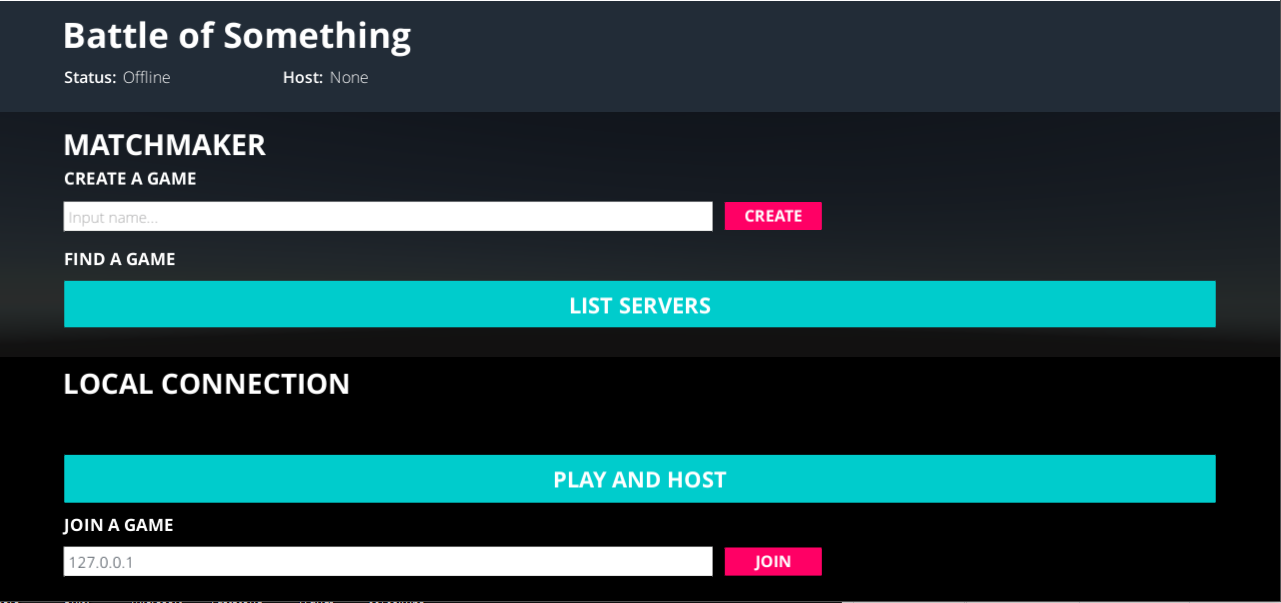 Battle of Something
Status: Offline Host: None
MATCHMAKER
CREATE A GAME
Input name... CREATE
FIND A GAME
LIST SERVERS
LOCAL CONNECTION
PLAY AND HOST
JOIN A GAME
127.0.0.1 JOIN